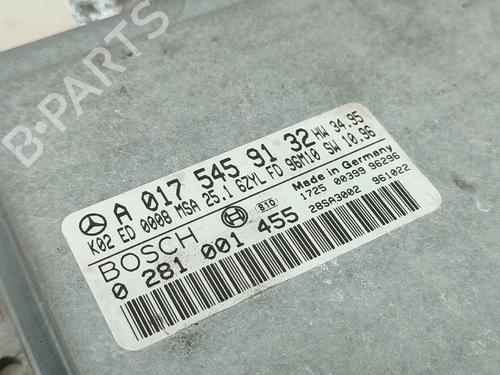 B-PARTS
A 017 545 91 32 HW 34.95
K02 ED 0008 MSA 25.1 6ZYL FD 96M10 SW 10.96
BOSCH 810 Made in Germany
1725 00399 96296
0 281 001 455 28SA3002 961022